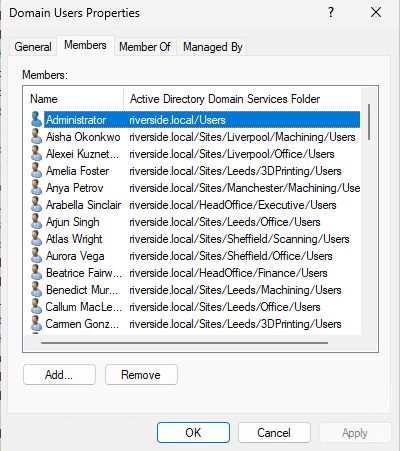 Domain Users Properties
General Members Member Of Managed By
Members:
Name Active Directory Domain Services Folder
Administrator riverside.local/Users
Aisha Okonkwo riverside.local/Sites/Liverpool/Machining/Users
Alexei Kuznet... riverside.local/Sites/Liverpool/Office/Users
Amelia Foster riverside.local/Sites/Leeds/3DPrinting/Users
Anya Petrov riverside.local/Sites/Manchester/Machining/Use
Arabella Sinclair riverside.local/HeadOffice/Executive/Users
Arjun Singh riverside.local/Sites/Leeds/Office/Users
Atlas Wright riverside.local/Sites/Sheffield/Scanning/Users
Aurora Vega riverside.local/Sites/Sheffield/Office/Users
Beatrice Fairw... riverside.local/HeadOffice/Finance/Users
Benedict Mur... riverside.local/Sites/Leeds/Machining/Users
Callum MacLe... riverside.local/Sites/Leeds/Office/Users
Carmen Gonz... riverside.local/Sites/Leeds/3DPrinting/Users
Add... Remove
OK Cancel Apply